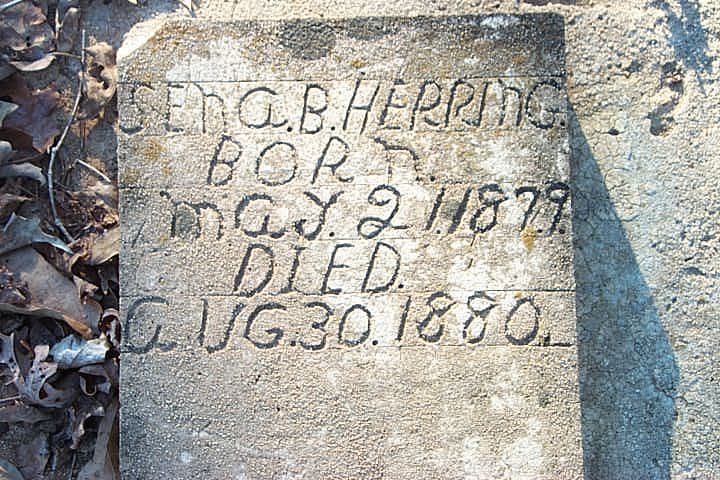 SENA.B.HERRING.
BORN.
MAY.21.1879.
DIED.
AUG.30.1880.